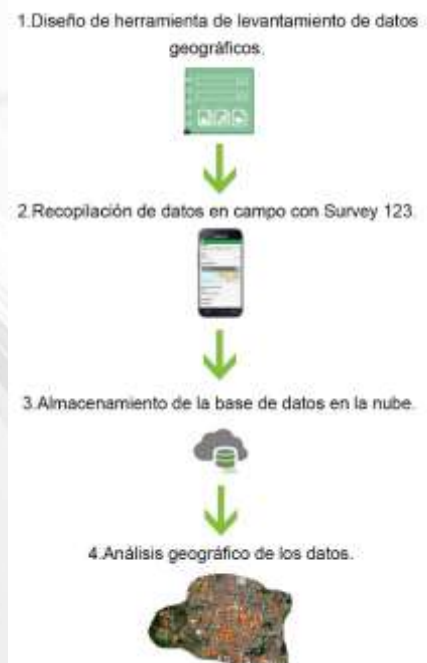 1.Diseño de herramienta de levantamiento de datos
geográficos.
2.Recopilación de datos en campo con Survey 123.
3.Almacenamiento de la base de datos en la nube.
4.Análisis geográfico de los datos.